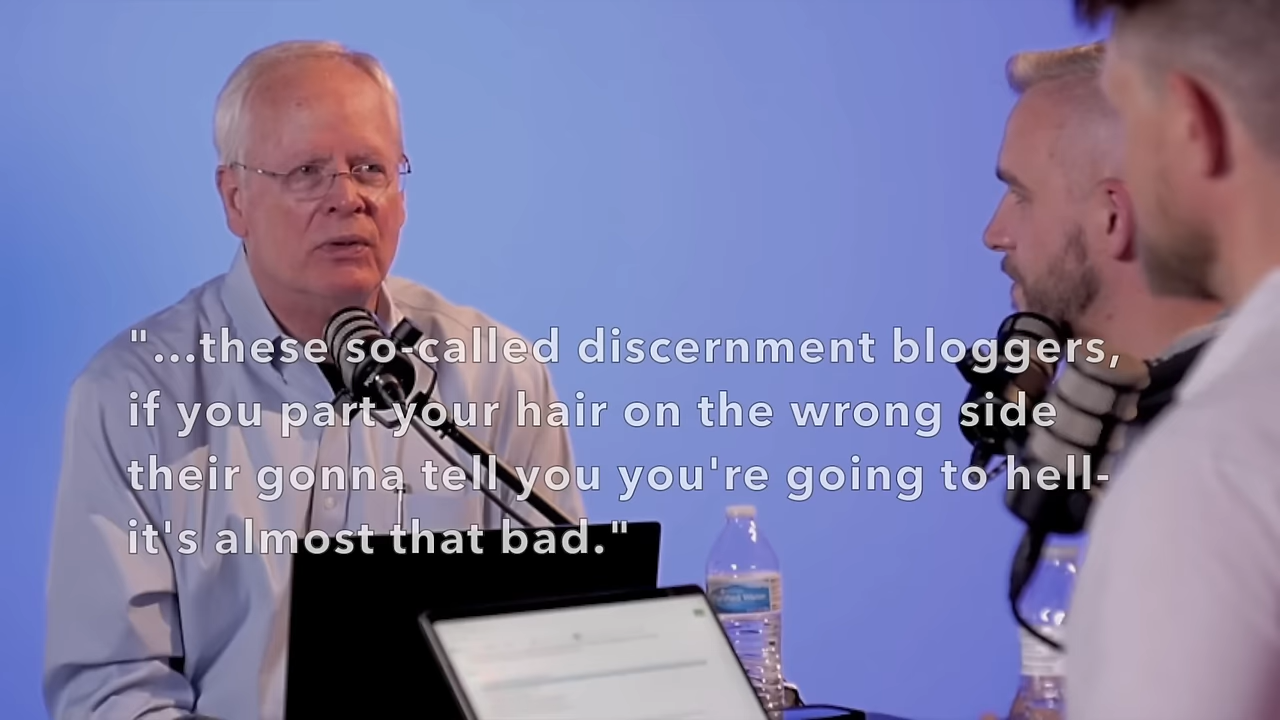 "...these so-called discernment bloggers,
if you part your hair on the wrong side
their gonna tell you you're going to hell-
it's almost that bad."